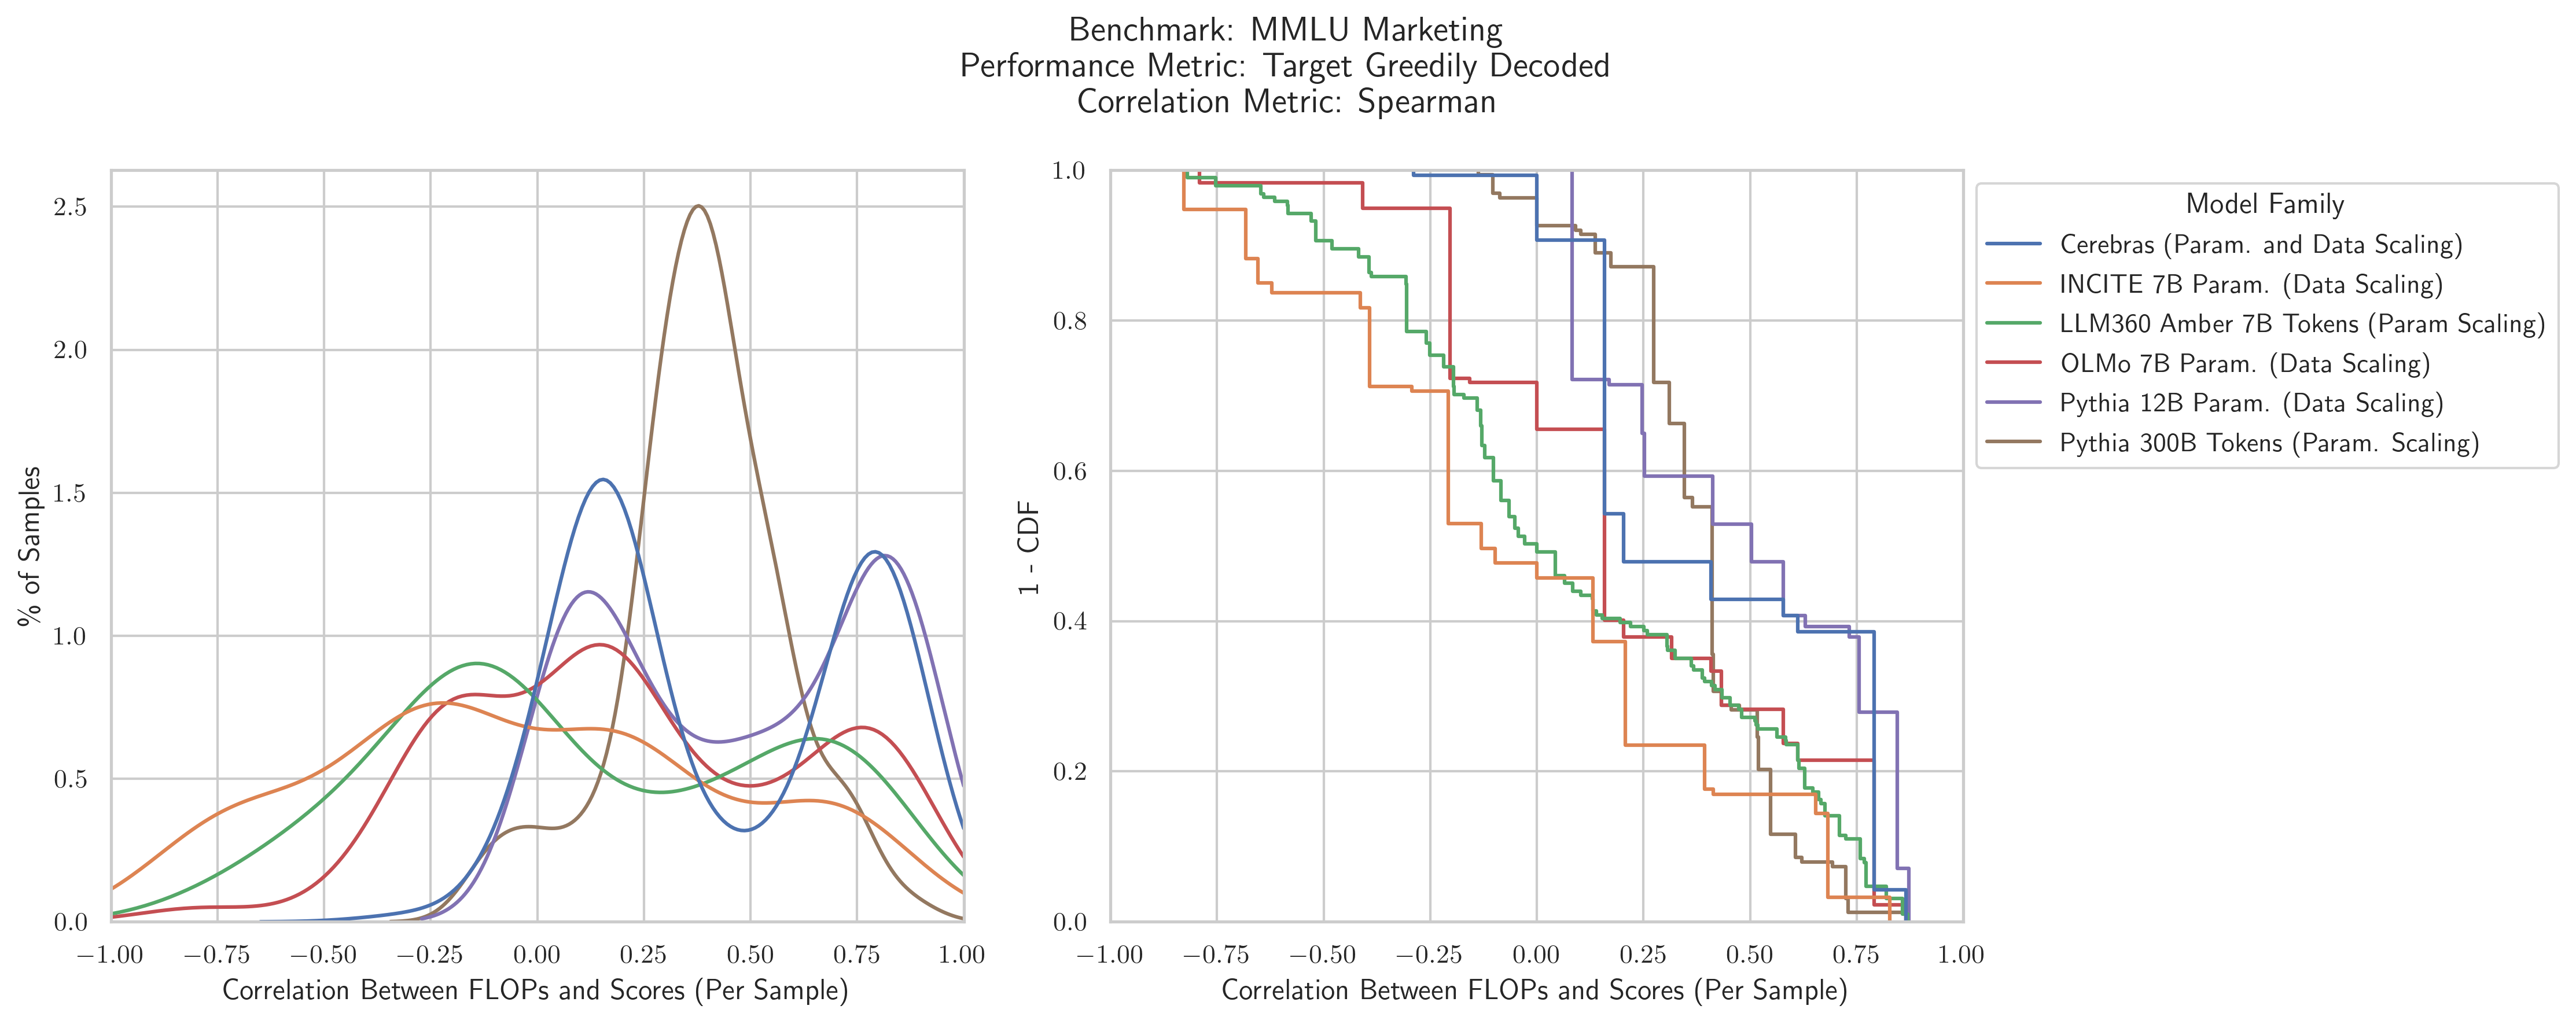 Benchmark: MMLU Marketing
Performance Metric: Target Greedily Decoded
Correlation Metric: Spearman
% of Samples
2.5
2.0
1.5
1.0
0.5
0.0
−1.00 −0.75 −0.50 −0.25 0.00 0.25 0.50 0.75 1.00
Correlation Between FLOPs and Scores (Per Sample)
1 - CDF
1.0
0.8
0.6
0.4
0.2
0.0
−1.00 −0.75 −0.50 −0.25 0.00 0.25 0.50 0.75 1.00
Correlation Between FLOPs and Scores (Per Sample)
Model Family
Cerebras (Param. and Data Scaling)
INCITE 7B Param. (Data Scaling)
LLM360 Amber 7B Tokens (Param Scaling)
OLMo 7B Param. (Data Scaling)
Pythia 12B Param. (Data Scaling)
Pythia 300B Tokens (Param. Scaling)